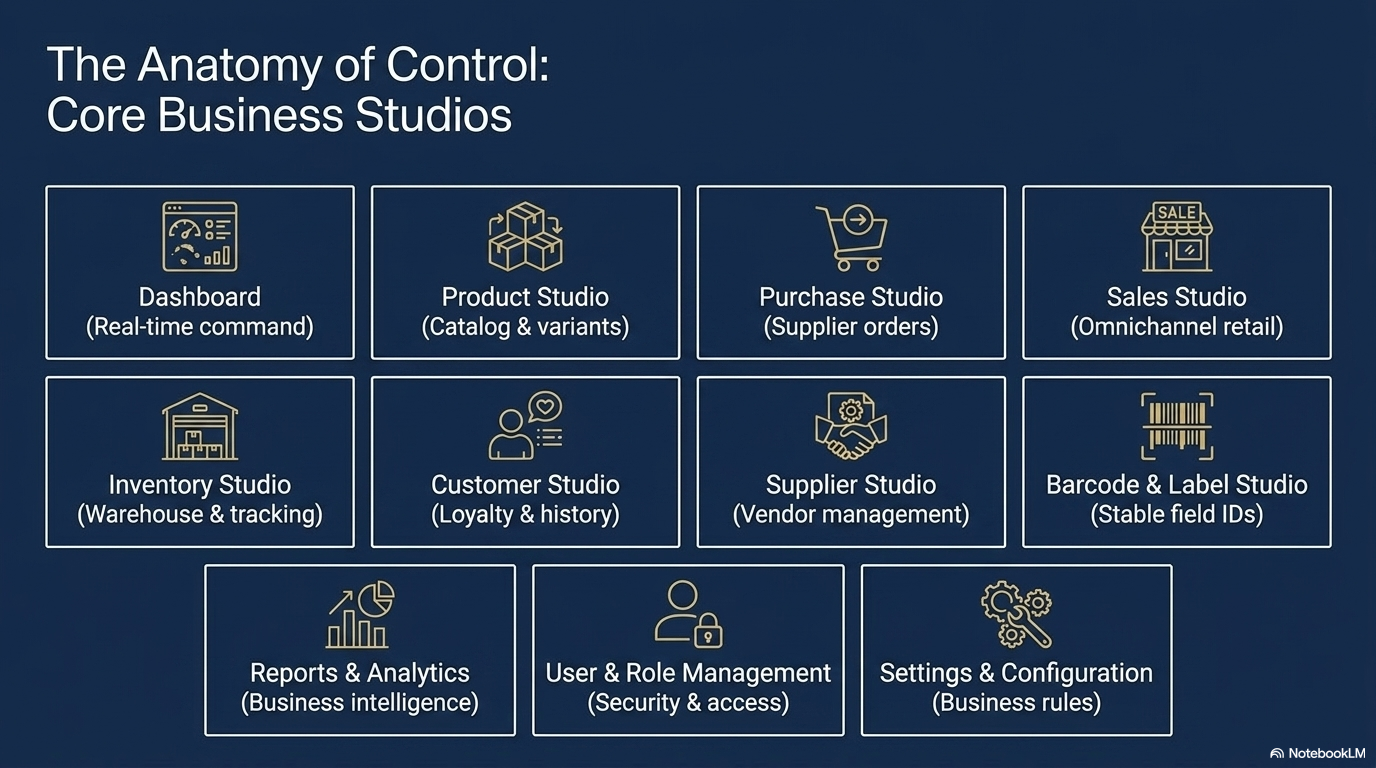 The Anatomy of Control:
Core Business Studios
Dashboard
(Real-time command)
Product Studio
(Catalog & variants)
Purchase Studio
(Supplier orders)
SALE
Sales Studio
(Omnichannel retail)
Inventory Studio
(Warehouse & tracking)
Customer Studio
(Loyalty & history)
Supplier Studio
(Vendor management)
Barcode & Label Studio
(Stable field IDs)
Reports & Analytics
(Business intelligence)
User & Role Management
(Security & access)
Settings & Configuration
(Business rules)
NotebookLM